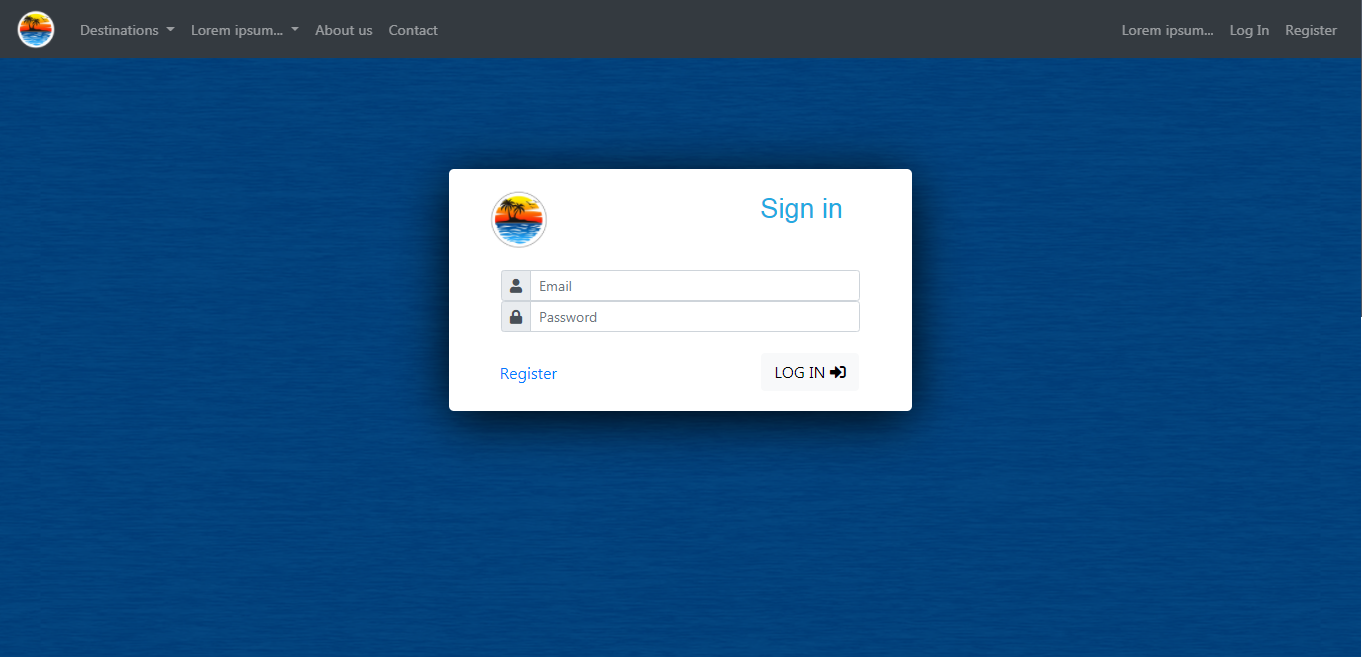 Destinations Lorem ipsum... About us Contact Lorem ipsum... Log In Register
Sign in
Email
Password
Register LOG IN